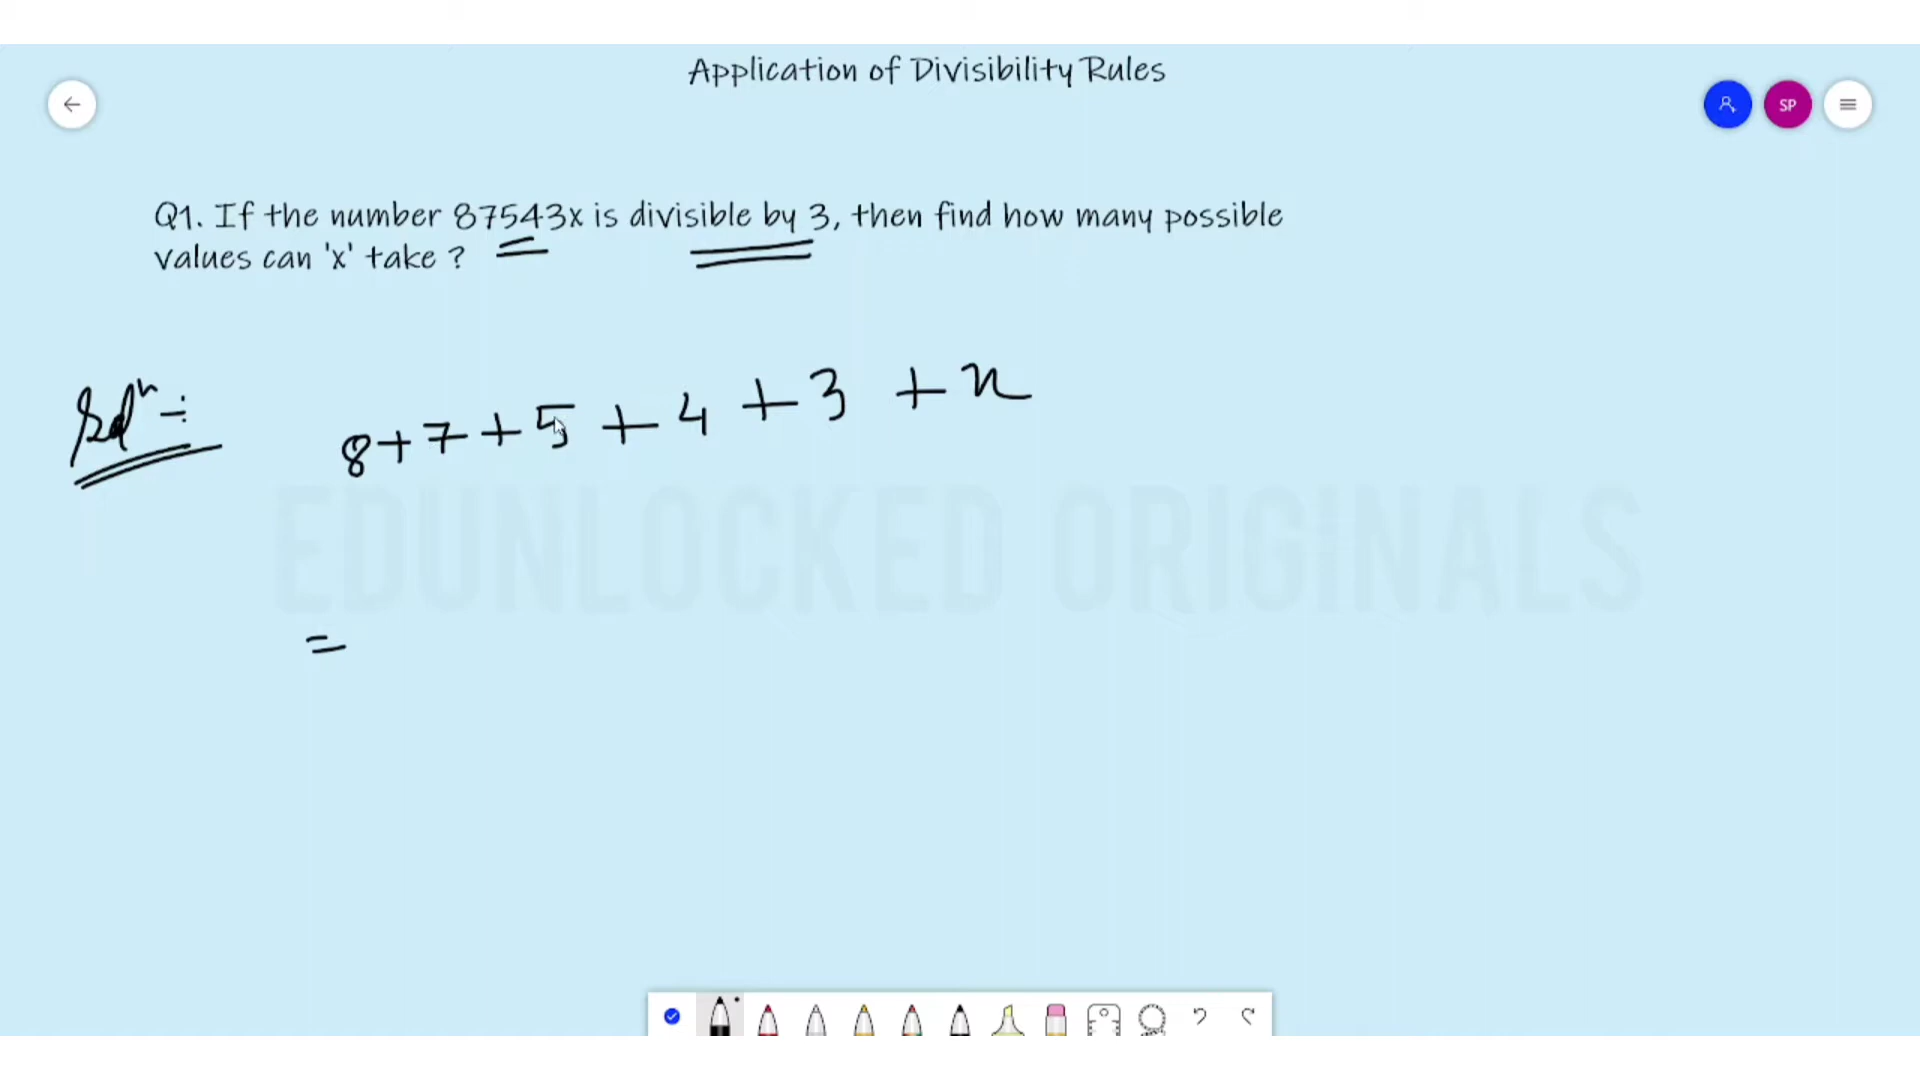 Application of Divisibility Rules
SP
Q1. If the number 87543x is divisible by 3, then find how many possible
values can 'x' take ?
Solⁿ :-
8+7+5+4+3+x
EDUNLOCKED ORIGINALS
=